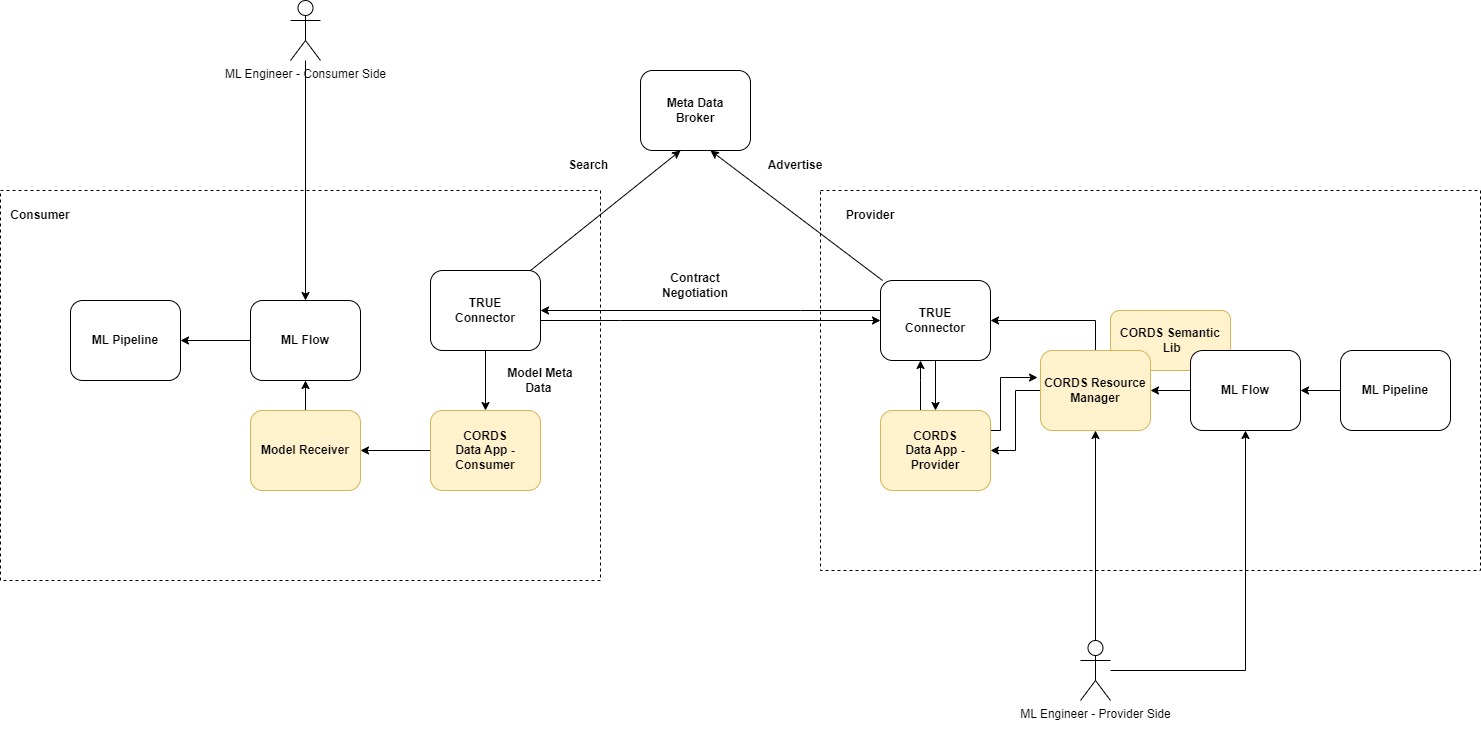 ML Engineer - Consumer Side
Meta Data
Broker
Search
Advertise
Consumer
Provider
Contract
Negotiation
TRUE
Connector
TRUE
Connector
ML Pipeline
ML Flow
CORDS Semantic
Lib
Model Meta
Data
CORDS Resource
Manager
ML Flow
ML Pipeline
Model Receiver
CORDS
Data App -
Consumer
CORDS
Data App -
Provider
ML Engineer - Provider Side